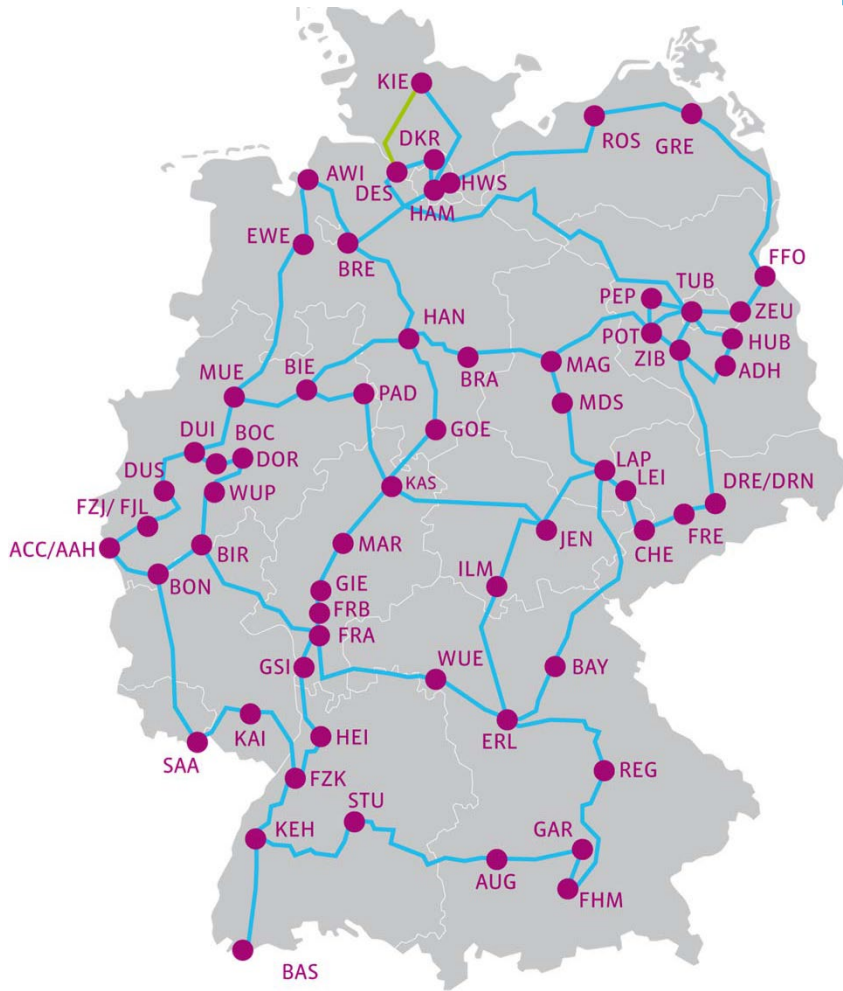 KIE
DKR
ROS
GRE
AWI
DES
HWS
HAM
EWE
BRE
FFO
TUB
PEP
ZEU
HAN
POT
HUB
ZIB
BIE
BRA
MAG
ADH
MUE
PAD
MDS
DUI
BOC
GOE
DUS
DOR
LAP
LEI
DRE/DRN
WUP
KAS
FZJ/ FJL
ACC/AAH
BIR
MAR
JEN
CHE
FRE
BON
GIE
ILM
FRB
FRA
GSI
WUE
BAY
KAI
HEI
ERL
SAA
FZK
REG
STU
KEH
GAR
AUG
FHM
BAS